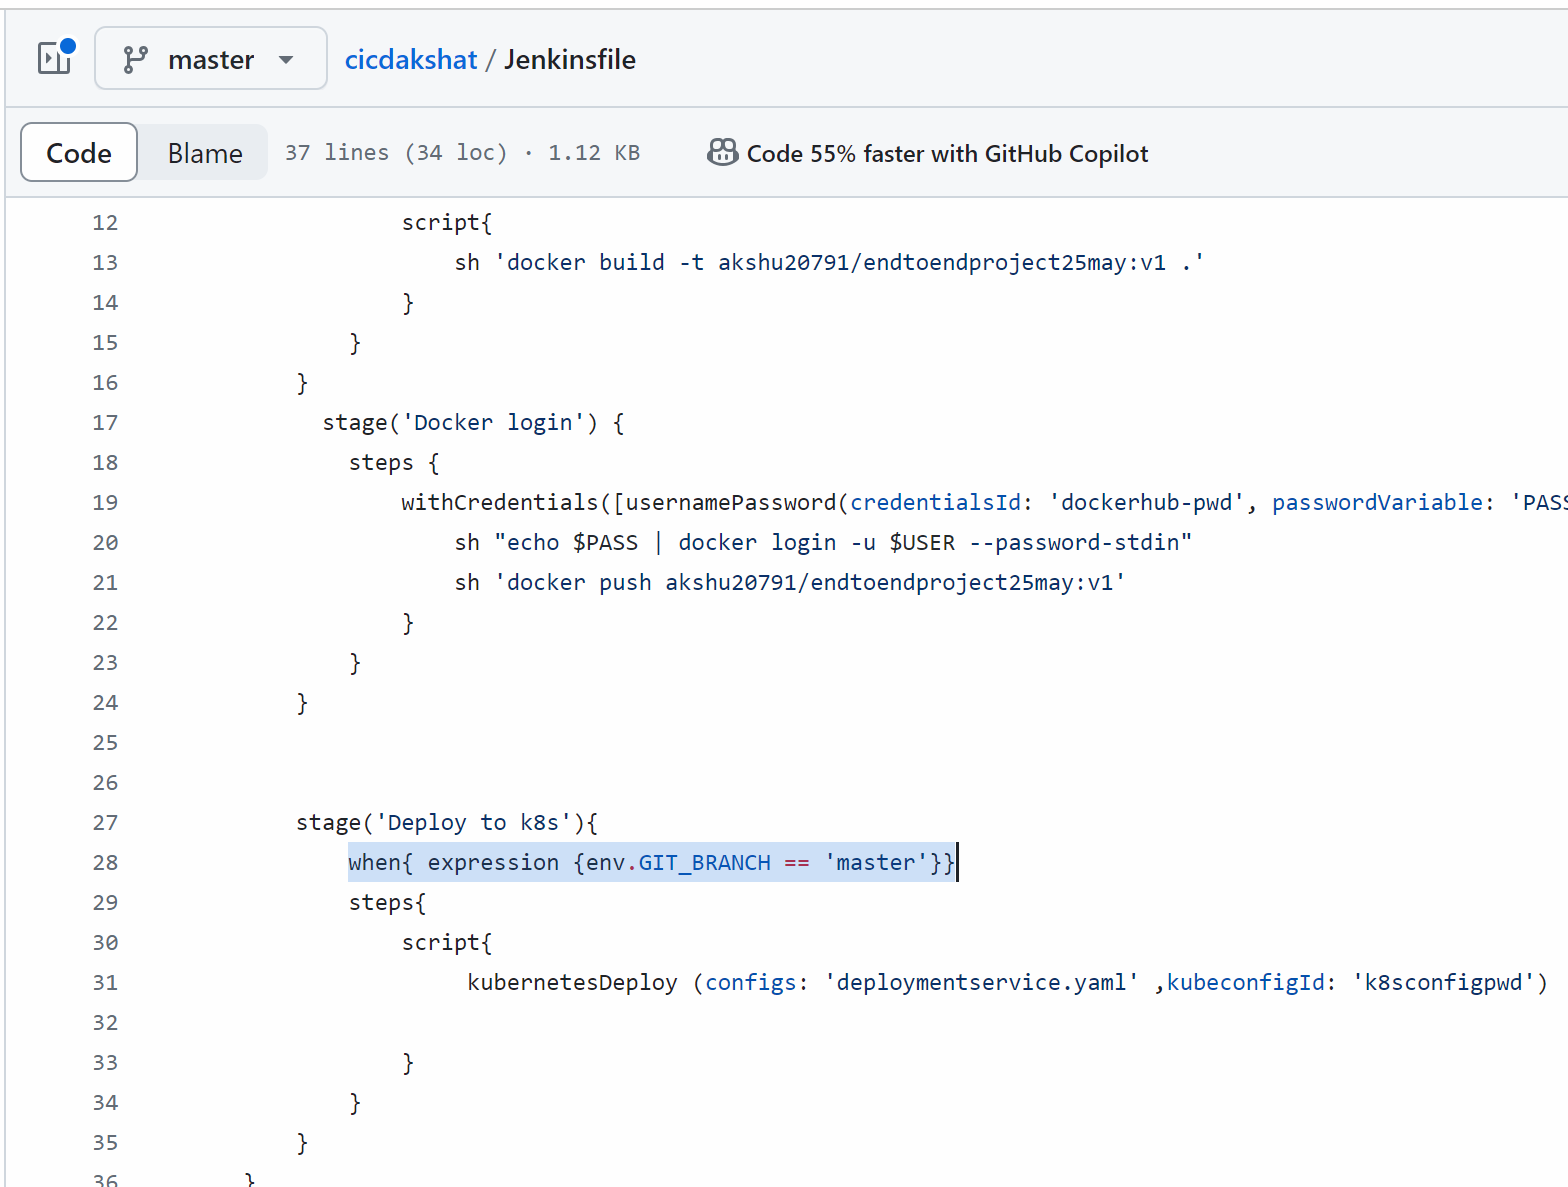 master cicdakshat / Jenkinsfile
Code Blame 37 lines (34 loc) · 1.12 KB Code 55% faster with GitHub Copilot
12 script{
13 sh 'docker build -t akshu20791/endtoendproject25may:v1 .'
14 }
15 }
16 }
17 stage('Docker login') {
18 steps {
19 withCredentials([usernamePassword(credentialsId: 'dockerhub-pwd', passwordVariable: 'PASS
20 sh "echo $PASS | docker login -u $USER --password-stdin"
21 sh 'docker push akshu20791/endtoendproject25may:v1'
22 }
23 }
24 }
25
26
27 stage('Deploy to k8s'){
28 when{ expression {env.GIT_BRANCH == 'master'}}
29 steps{
30 script{
31 kubernetesDeploy (configs: 'deploymentservice.yaml' ,kubeconfigId: 'k8sconfigpwd')
32
33 }
34 }
35 }
36 }